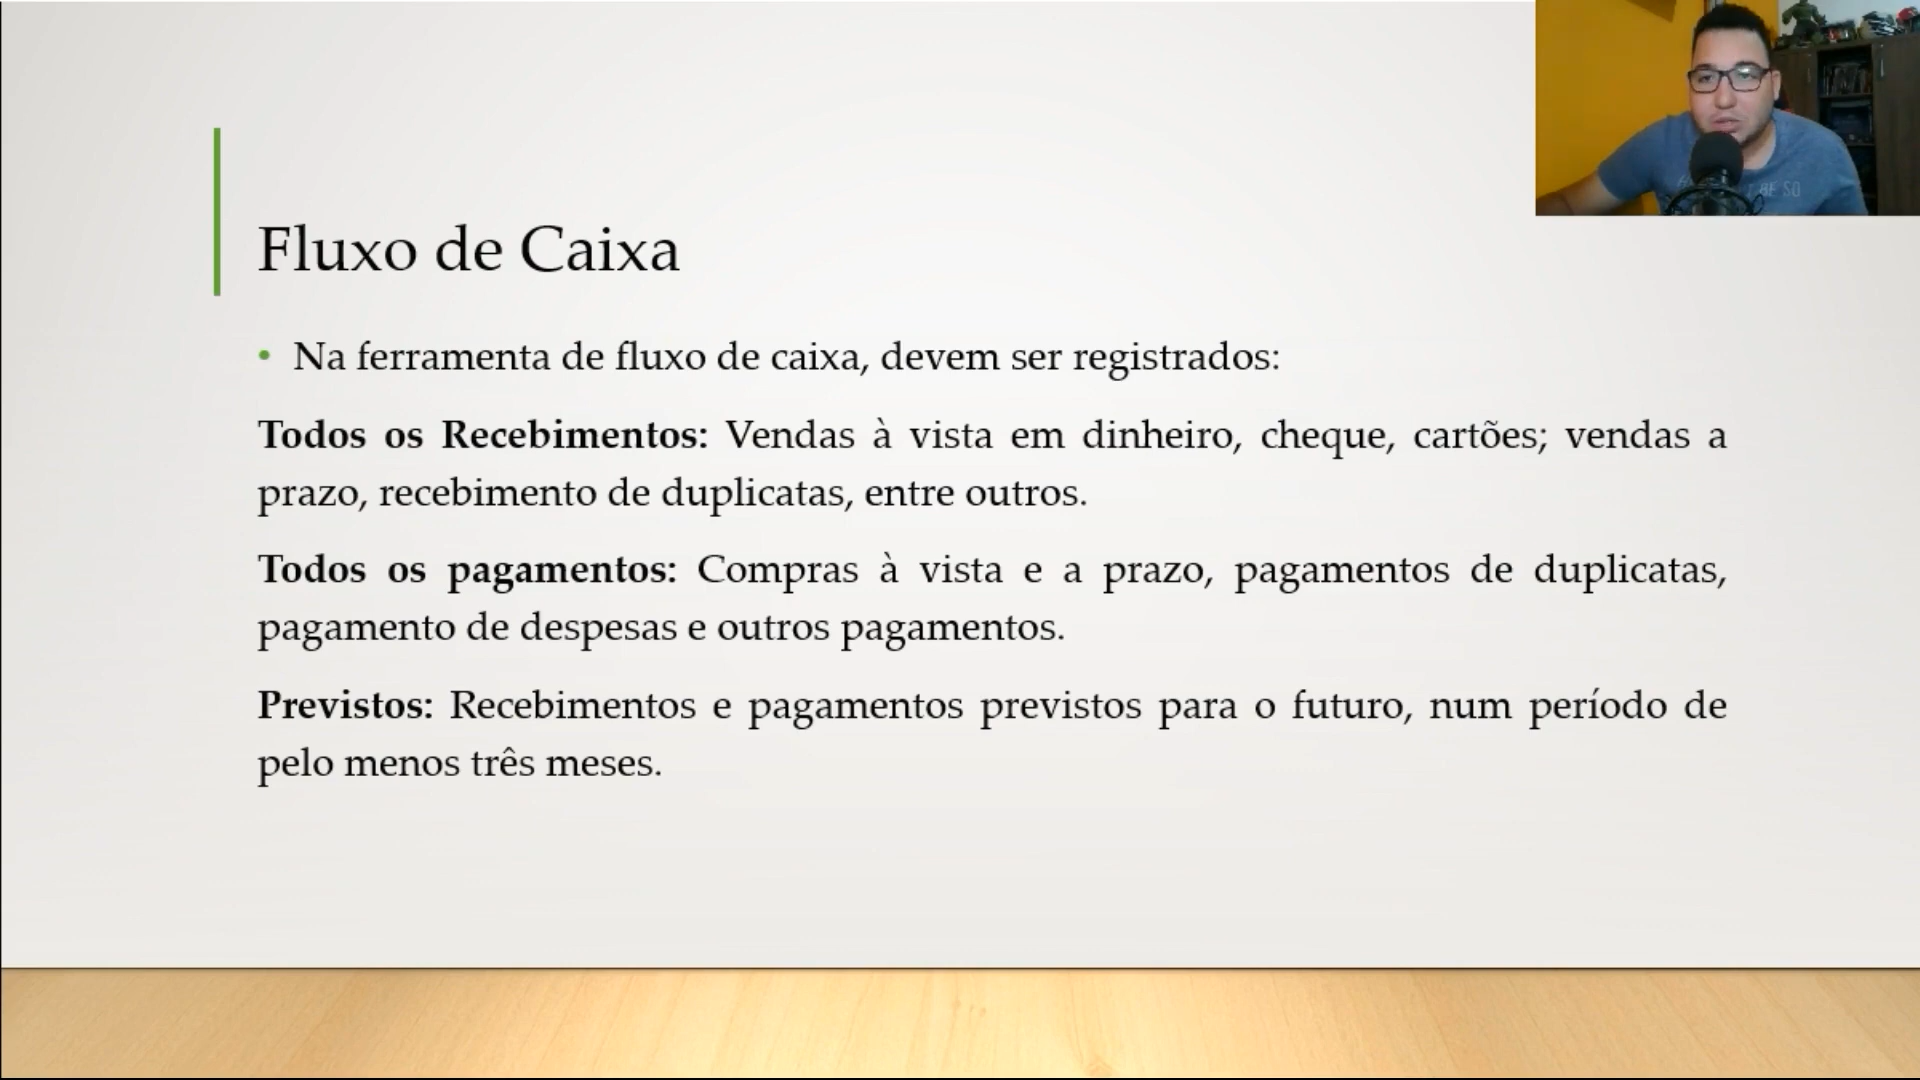 Fluxo de Caixa
• Na ferramenta de fluxo de caixa, devem ser registrados:
Todos os Recebimentos: Vendas à vista em dinheiro, cheque, cartões; vendas a
prazo, recebimento de duplicatas, entre outros.
Todos os pagamentos: Compras à vista e a prazo, pagamentos de duplicatas,
pagamento de despesas e outros pagamentos.
Previstos: Recebimentos e pagamentos previstos para o futuro, num período de
pelo menos três meses.
BE SO